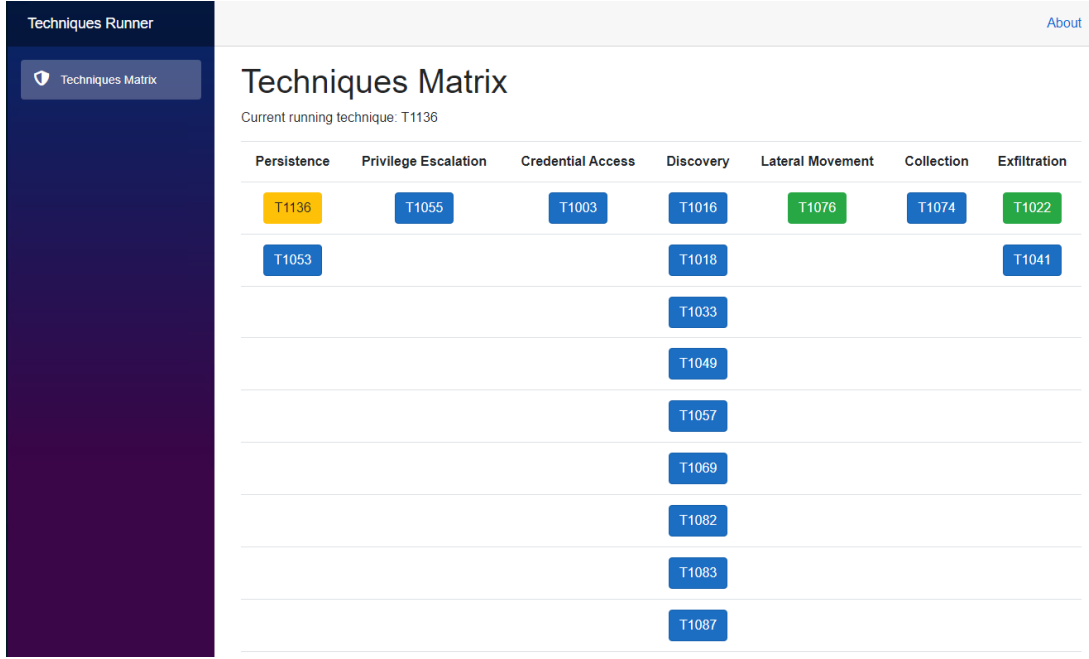 Techniques Runner
About
Techniques Matrix
Techniques Matrix
Current running technique: T1136
Persistence Privilege Escalation Credential Access Discovery Lateral Movement Collection Exfiltration
T1136 T1055 T1003 T1016 T1076 T1074 T1022
T1053 T1018 T1041
T1033
T1049
T1057
T1069
T1082
T1083
T1087